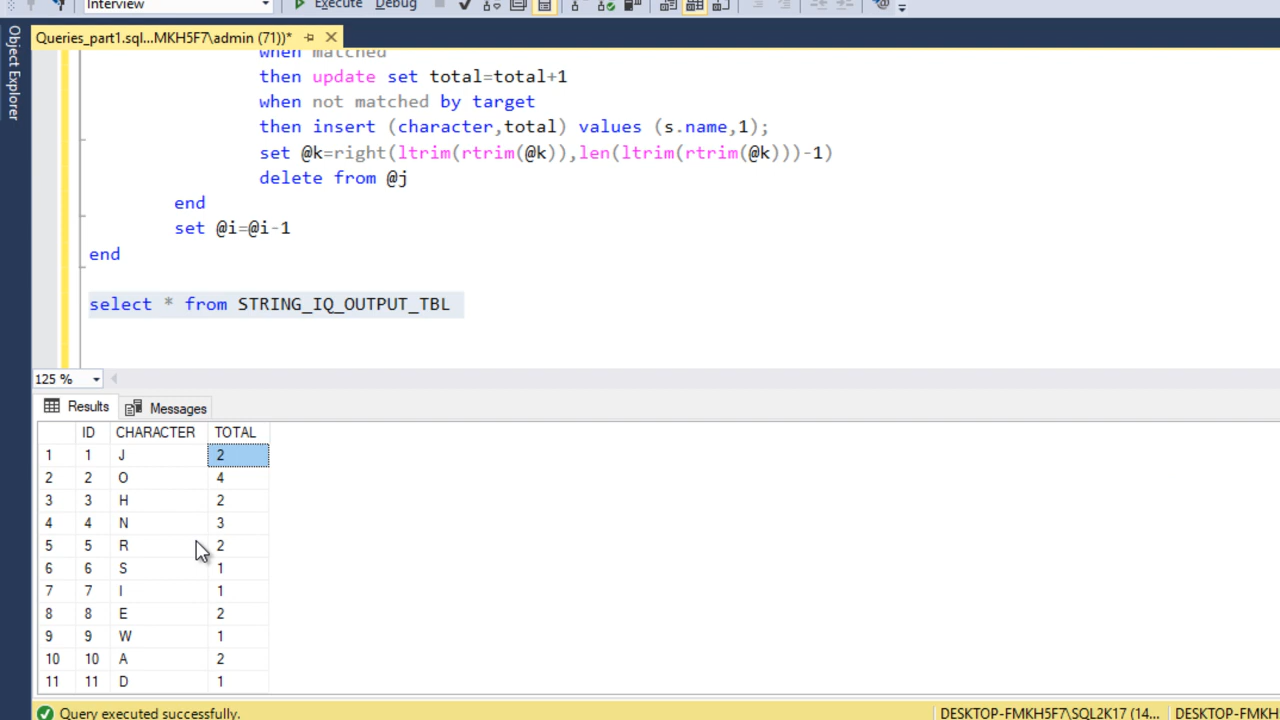 Interview
Execute Debug
Queries_part1.sql...MKH5F7\admin (71))*
Object Explorer
when matched
then update set total=total+1
when not matched by target
then insert (character,total) values (s.name,1);
set @k=right(ltrim(rtrim(@k)),len(ltrim(rtrim(@k)))-1)
delete from @j
end
set @i=@i-1
end
select * from STRING_IQ_OUTPUT_TBL
125 %
Results Messages
ID CHARACTER TOTAL
1 1 J 2
2 2 O 4
3 3 H 2
4 4 N 3
5 5 R 2
6 6 S 1
7 7 I 1
8 8 E 2
9 9 W 1
10 10 A 2
11 11 D 1
Query executed successfully. DESKTOP-FMKH5F7\SQL2K17 (14... DESKTOP-FMKH